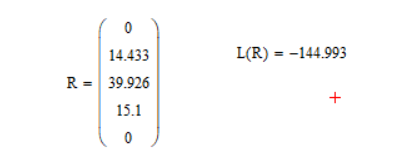 0
14.433
R = 39.926
15.1
0
L(R) = −144.993
+